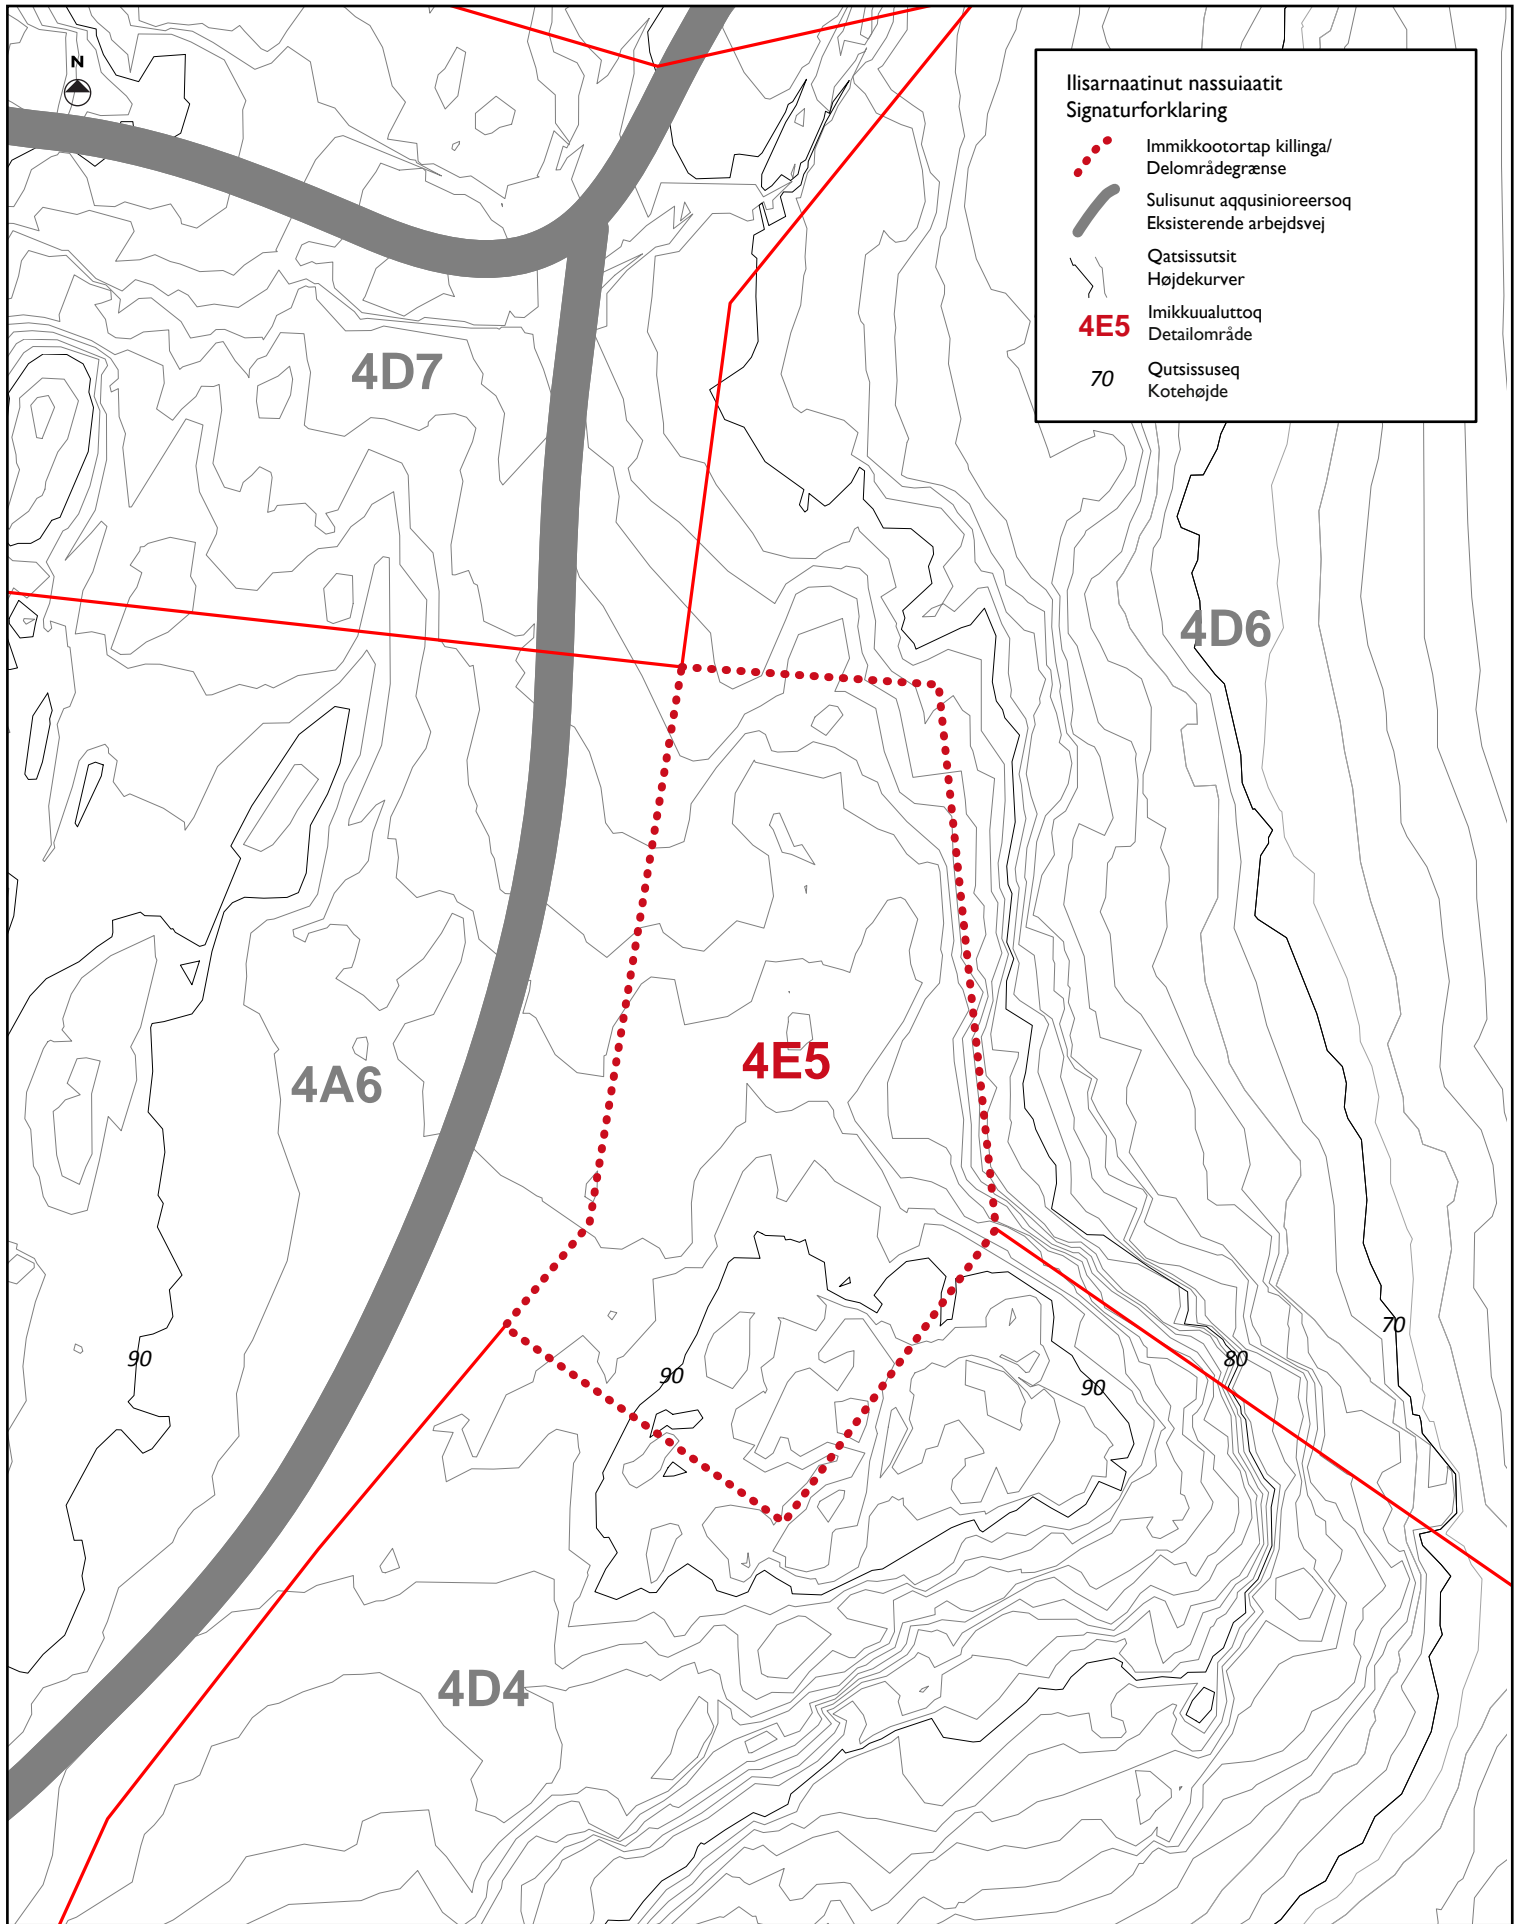 N
Ilisarnaatinut nassuiaatit
Signaturforklaring
Immikkootortap killinga/
Delområdegrænse
Sulisunut aqqusinioreersoq
Eksisterende arbejdsvej
Qatsissutsit
Højdekurver
4E5
Imikkuualuttoq
Detailområde
70
Qutsissuseq
Kotehøjde
4D7
4D6
4E5
4A6
70
90
80
90
90
4D4